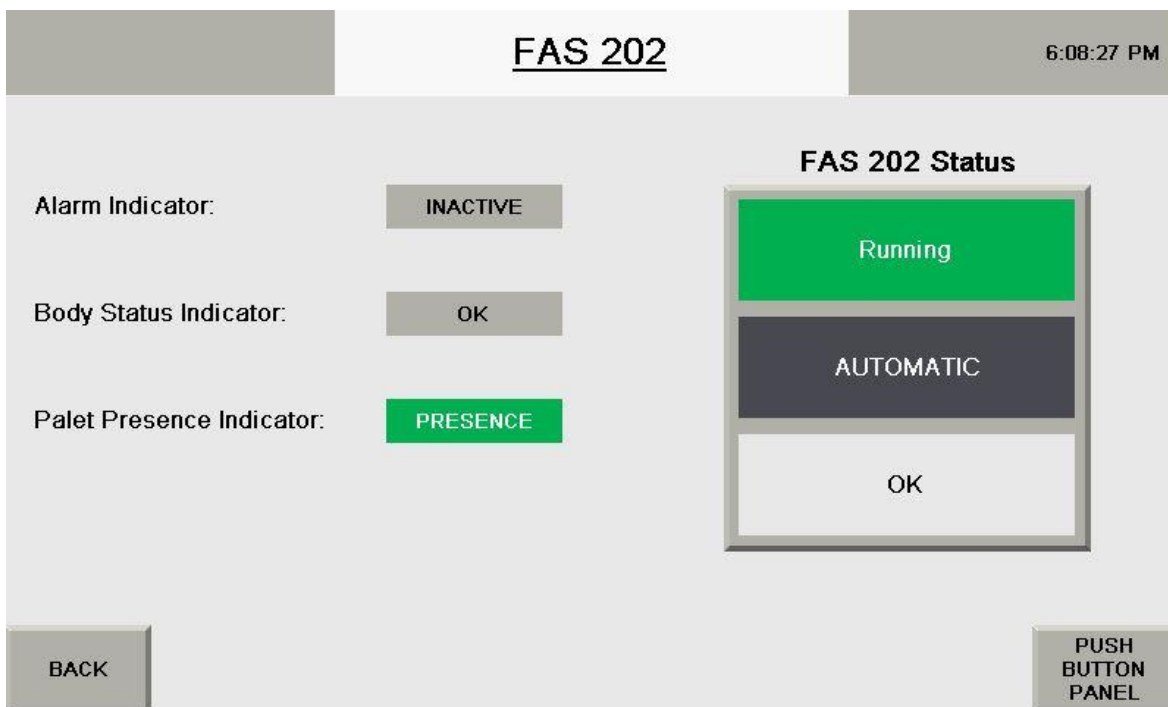 FAS 202
6:08:27 PM
FAS 202 Status
Alarm Indicator:
INACTIVE
Running
Body Status Indicator:
OK
AUTOMATIC
Palet Presence Indicator:
PRESENCE
OK
BACK
PUSH
BUTTON
PANEL